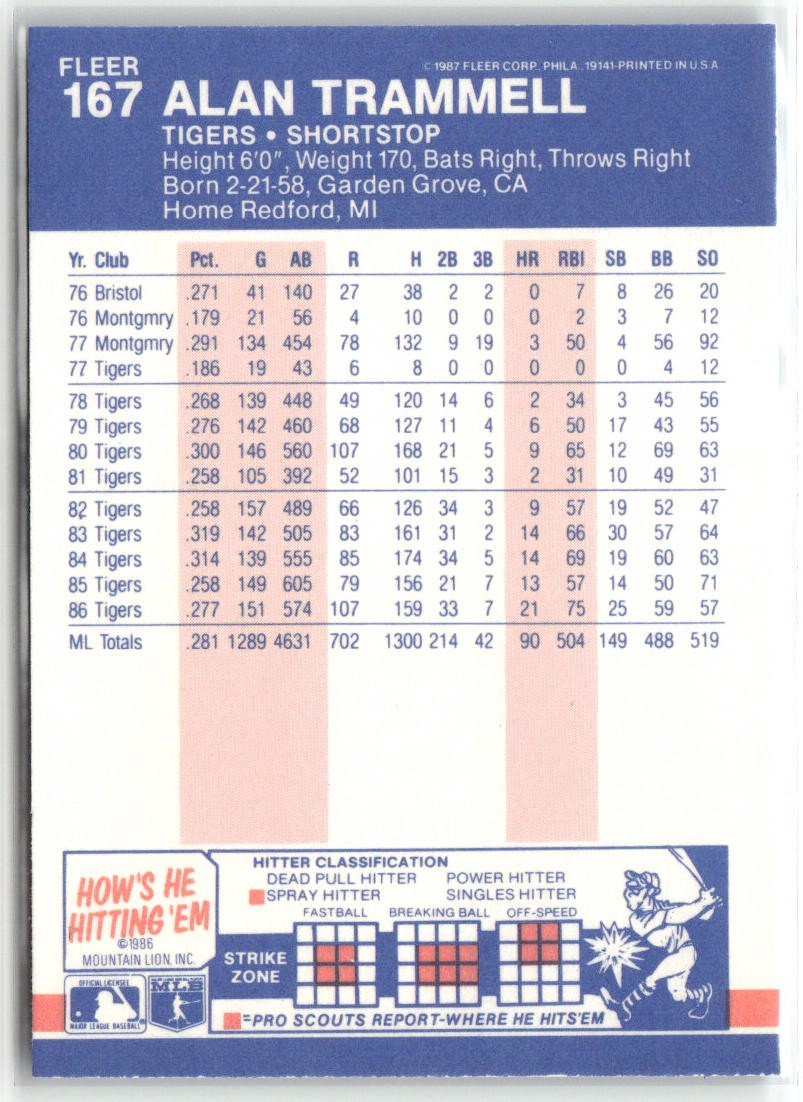 FLEER
© 1987 FLEER CORP. PHILA. 19141-PRINTED IN U.S.A
167 ALAN TRAMMELL
TIGERS • SHORTSTOP
Height 6'0", Weight 170, Bats Right, Throws Right
Born 2-21-58, Garden Grove, CA
Home Redford, MI
Yr. Club Pct. G AB R H 2B 3B HR RBI SB BB SO
76 Bristol .271 41 140 27 38 2 2 0 7 8 26 20
76 Montgmry .179 21 56 4 10 0 0 0 2 3 7 12
77 Montgmry .291 134 454 78 132 9 19 3 50 4 56 92
77 Tigers .186 19 43 6 8 0 0 0 0 0 4 12
78 Tigers .268 139 448 49 120 14 6 2 34 3 45 56
79 Tigers .276 142 460 68 127 11 4 6 50 17 43 55
80 Tigers .300 146 560 107 168 21 5 9 65 12 69 63
81 Tigers .258 105 392 52 101 15 3 2 31 10 49 31
82 Tigers .258 157 489 66 126 34 3 9 57 19 52 47
83 Tigers .319 142 505 83 161 31 2 14 66 30 57 64
84 Tigers .314 139 555 85 174 34 5 14 69 19 60 63
85 Tigers .258 149 605 79 156 21 7 13 57 14 50 71
86 Tigers .277 151 574 107 159 33 7 21 75 25 59 57
ML Totals .281 1289 4631 702 1300 214 42 90 504 149 488 519
HOW'S HE
HITTING 'EM
©1986
MOUNTAIN LION, INC.
OFFICIAL LICENSEE
MAJOR LEAGUE BASEBALL
MLB
HITTER CLASSIFICATION
DEAD PULL HITTER POWER HITTER
SPRAY HITTER SINGLES HITTER
FASTBALL BREAKING BALL OFF-SPEED
STRIKE
ZONE
=PRO SCOUTS REPORT-WHERE HE HITS'EM